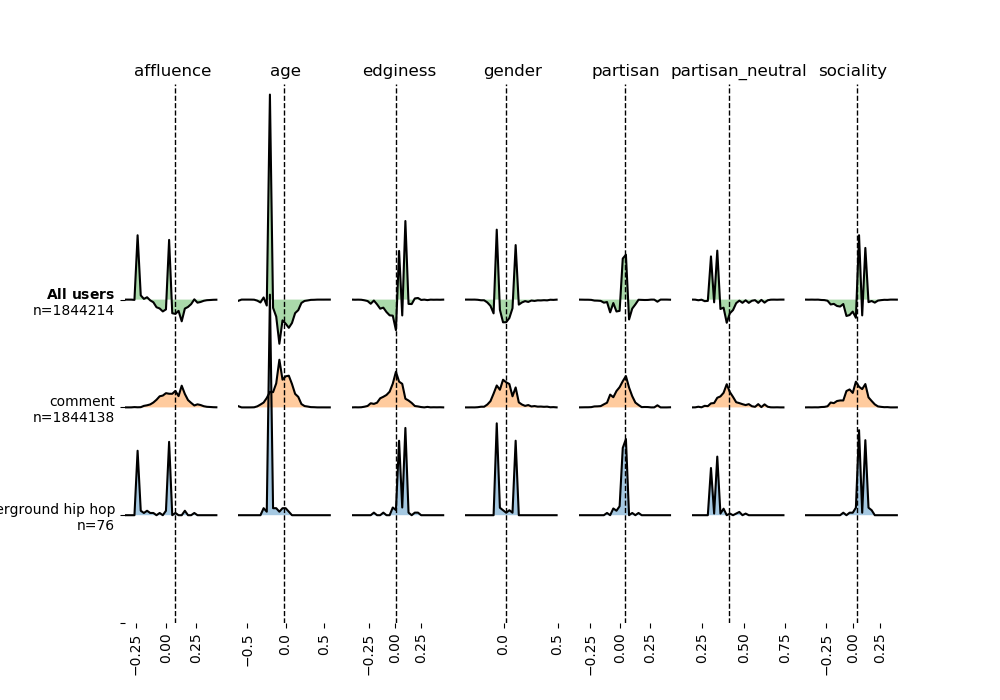 affluence age edginess gender partisan partisan_neutral sociality
All users
n=1844214
comment
n=1844138
erground hip hop
n=76
−0.25 0.00 0.25 −0.5 0.0 0.5 −0.25 0.00 0.25 0.0 0.5 −0.25 0.00 0.25 0.25 0.50 0.75 −0.25 0.00 0.25